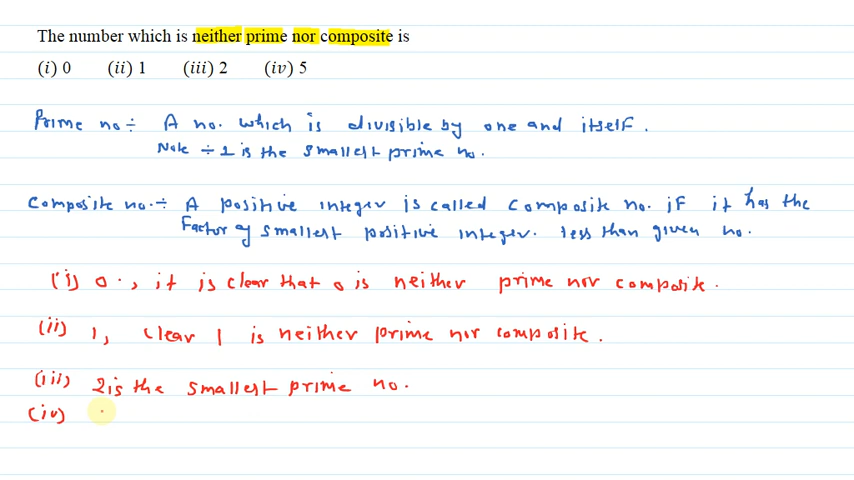 The number which is neither prime nor composite is
(i) 0 (ii) 1 (iii) 2 (iv) 5
Prime no ÷ A no. which is divisible by one and itself.
Note ÷ 2 is the smallest prime no.
Composite no. ÷ A positive integer is called composite no. if it has the
Factor of smallest positive integer. less than given no.
(i) 0 ., it is clear that 0 is neither prime nor composite.
(ii) 1, clear 1 is neither prime nor composite.
(iii) 2 is the smallest prime no.
(iv)